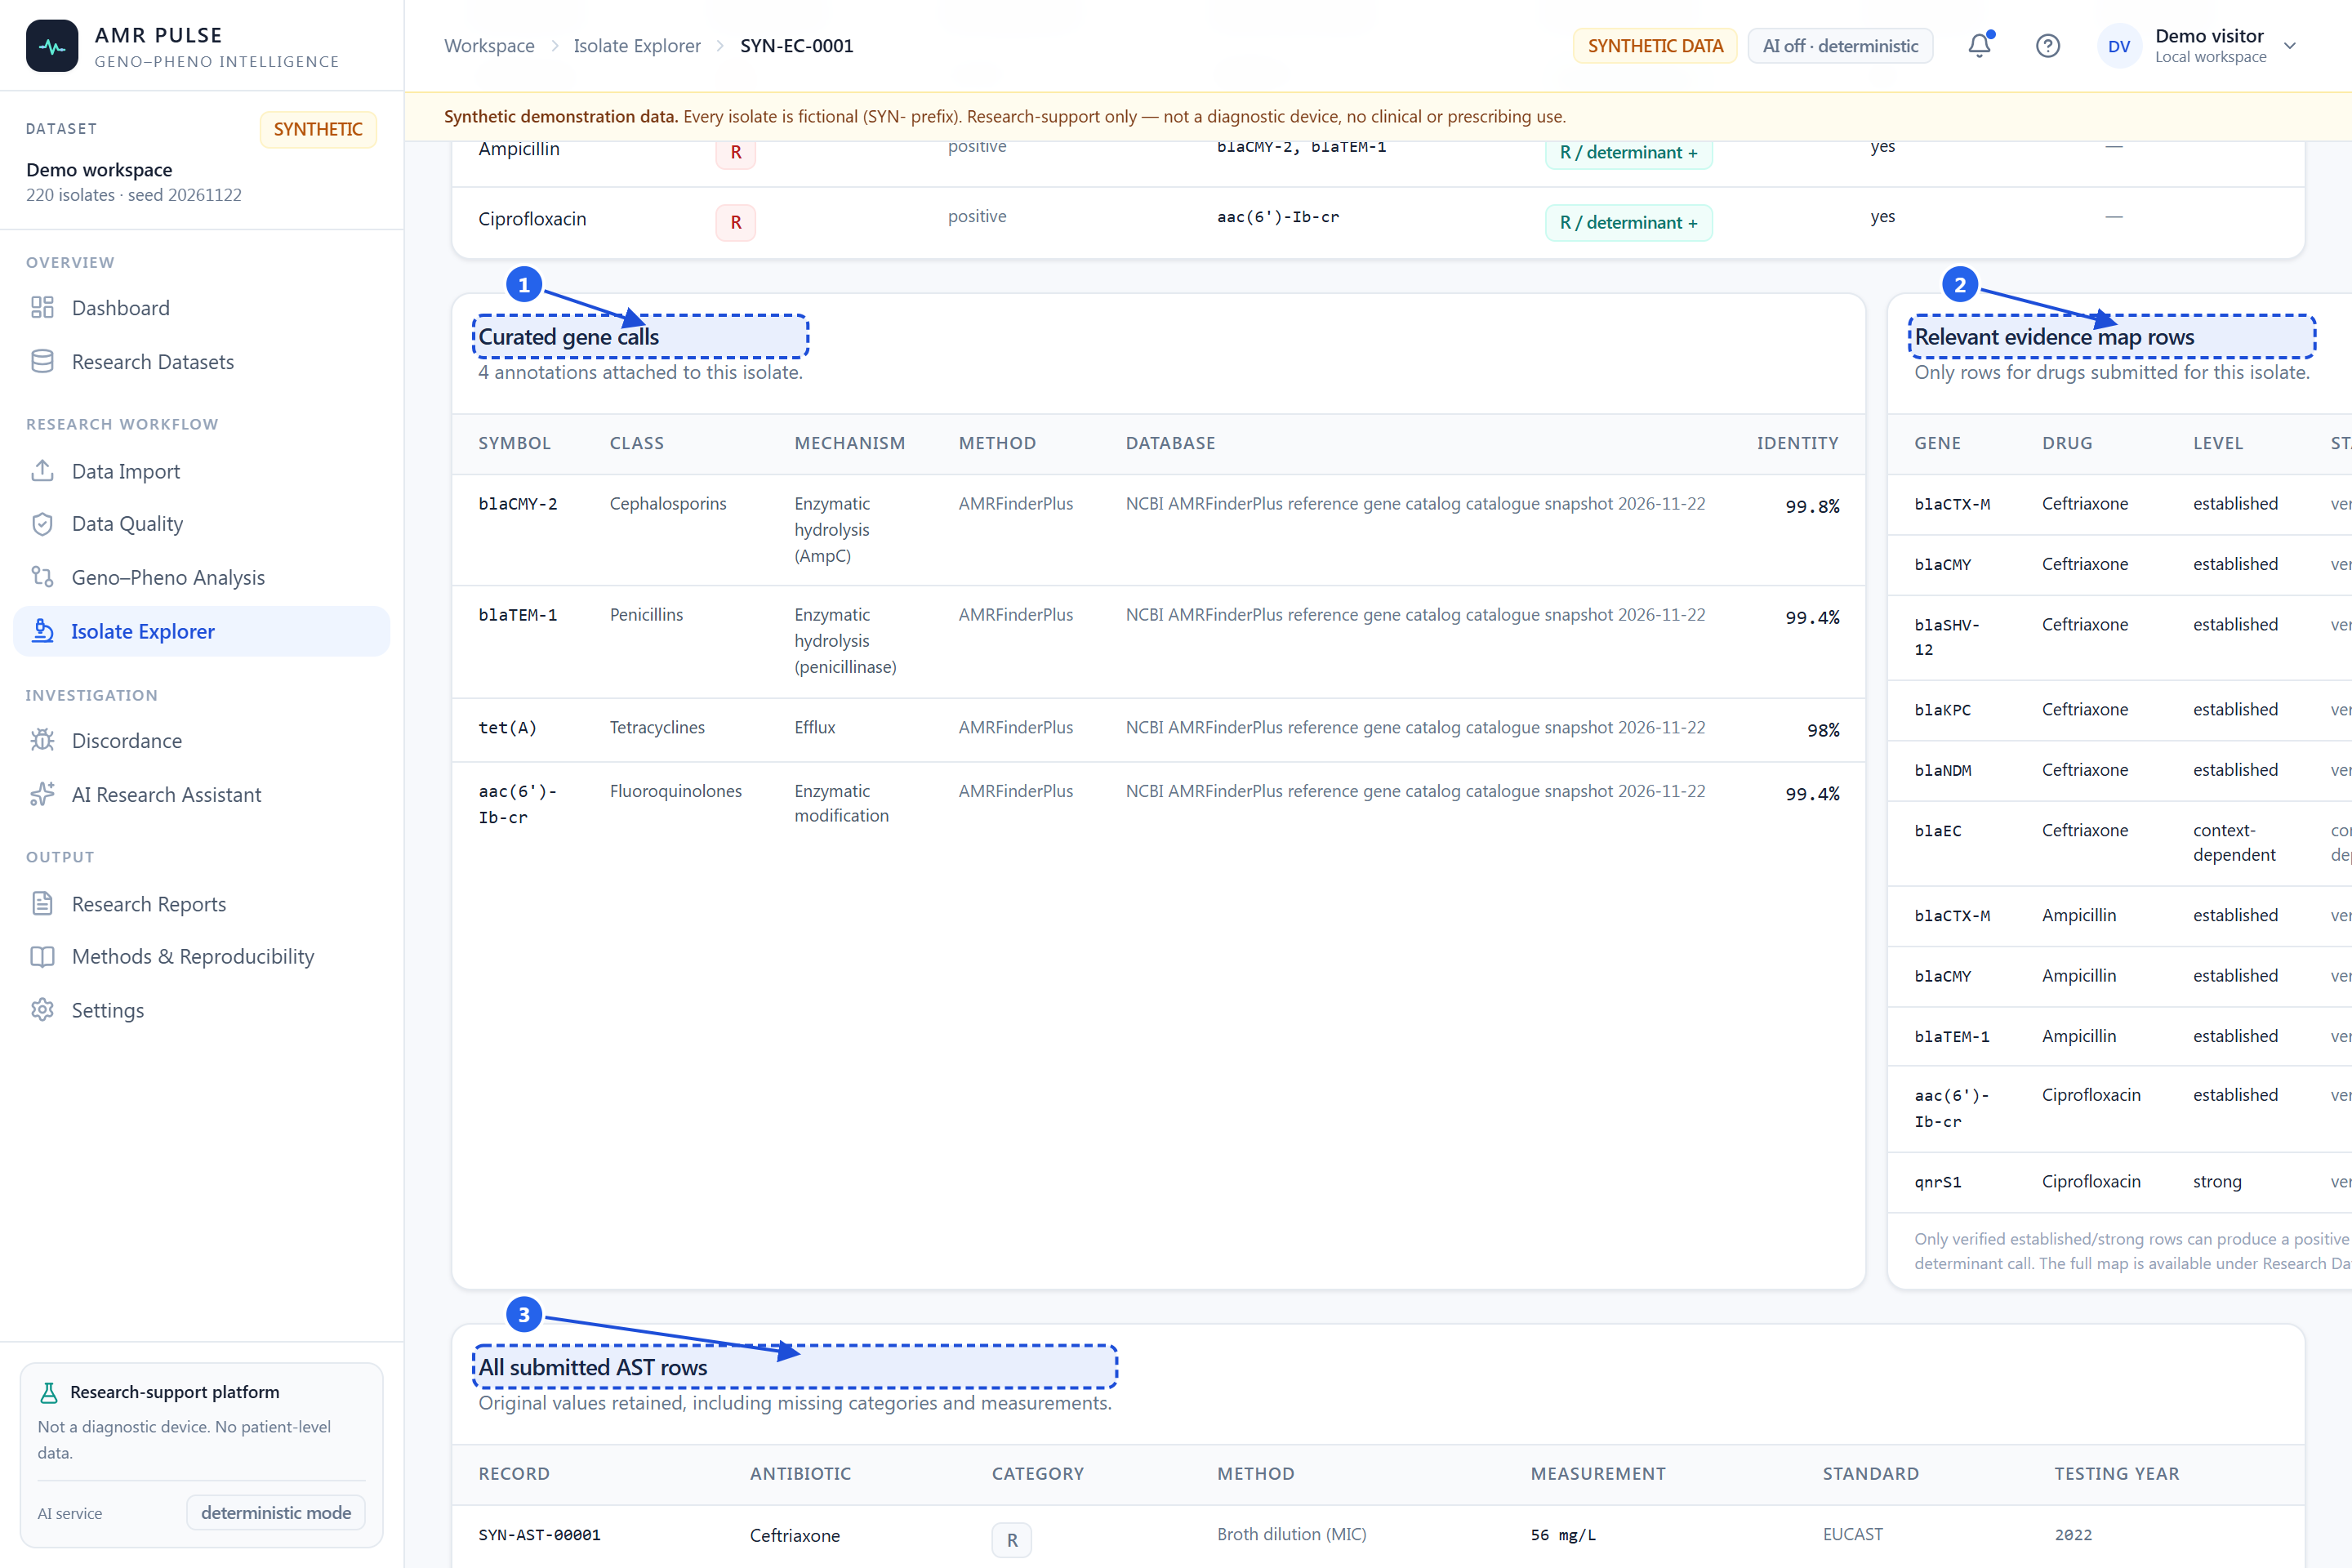 AMR PULSE
GENO–PHENO INTELLIGENCE
DATASET
SYNTHETIC
Demo workspace
220 isolates · seed 20261122
OVERVIEW
Dashboard
Research Datasets
RESEARCH WORKFLOW
Data Import
Data Quality
Geno–Pheno Analysis
Isolate Explorer
INVESTIGATION
Discordance
AI Research Assistant
OUTPUT
Research Reports
Methods & Reproducibility
Settings
Research-support platform
Not a diagnostic device. No patient-level
data.
AI service
deterministic mode
Workspace > Isolate Explorer > SYN-EC-0001
SYNTHETIC DATA
AI off · deterministic
DV
Demo visitor
Local workspace
Synthetic demonstration data. Every isolate is fictional (SYN- prefix). Research-support only — not a diagnostic device, no clinical or prescribing use.
Ampicillin R positive blaCMY-2, blaTEM-1 R / determinant + yes —
Ciprofloxacin R positive aac(6')-Ib-cr R / determinant + yes —
1
Curated gene calls
4 annotations attached to this isolate.
SYMBOL CLASS MECHANISM METHOD DATABASE IDENTITY
blaCMY-2 Cephalosporins Enzymatic AMRFinderPlus NCBI AMRFinderPlus reference gene catalog catalogue snapshot 2026-11-22 99.8%
hydrolysis
(AmpC)
blaTEM-1 Penicillins Enzymatic AMRFinderPlus NCBI AMRFinderPlus reference gene catalog catalogue snapshot 2026-11-22 99.4%
hydrolysis
(penicillinase)
tet(A) Tetracyclines Efflux AMRFinderPlus NCBI AMRFinderPlus reference gene catalog catalogue snapshot 2026-11-22 98%
aac(6')- Fluoroquinolones Enzymatic AMRFinderPlus NCBI AMRFinderPlus reference gene catalog catalogue snapshot 2026-11-22 99.4%
Ib-cr modification
2
Relevant evidence map rows
Only rows for drugs submitted for this isolate.
GENE DRUG LEVEL
blaCTX-M Ceftriaxone established
blaCMY Ceftriaxone established
blaSHV- Ceftriaxone established
12
blaKPC Ceftriaxone established
blaNDM Ceftriaxone established
blaEC Ceftriaxone context-
dependent
blaCTX-M Ampicillin established
blaCMY Ampicillin established
blaTEM-1 Ampicillin established
aac(6')- Ciprofloxacin established
Ib-cr
qnrS1 Ciprofloxacin strong
Only verified established/strong rows can produce a positive
determinant call. The full map is available under Research
3
All submitted AST rows
Original values retained, including missing categories and measurements.
RECORD ANTIBIOTIC CATEGORY METHOD MEASUREMENT STANDARD TESTING YEAR
SYN-AST-00001 Ceftriaxone R Broth dilution (MIC) 56 mg/L EUCAST 2022